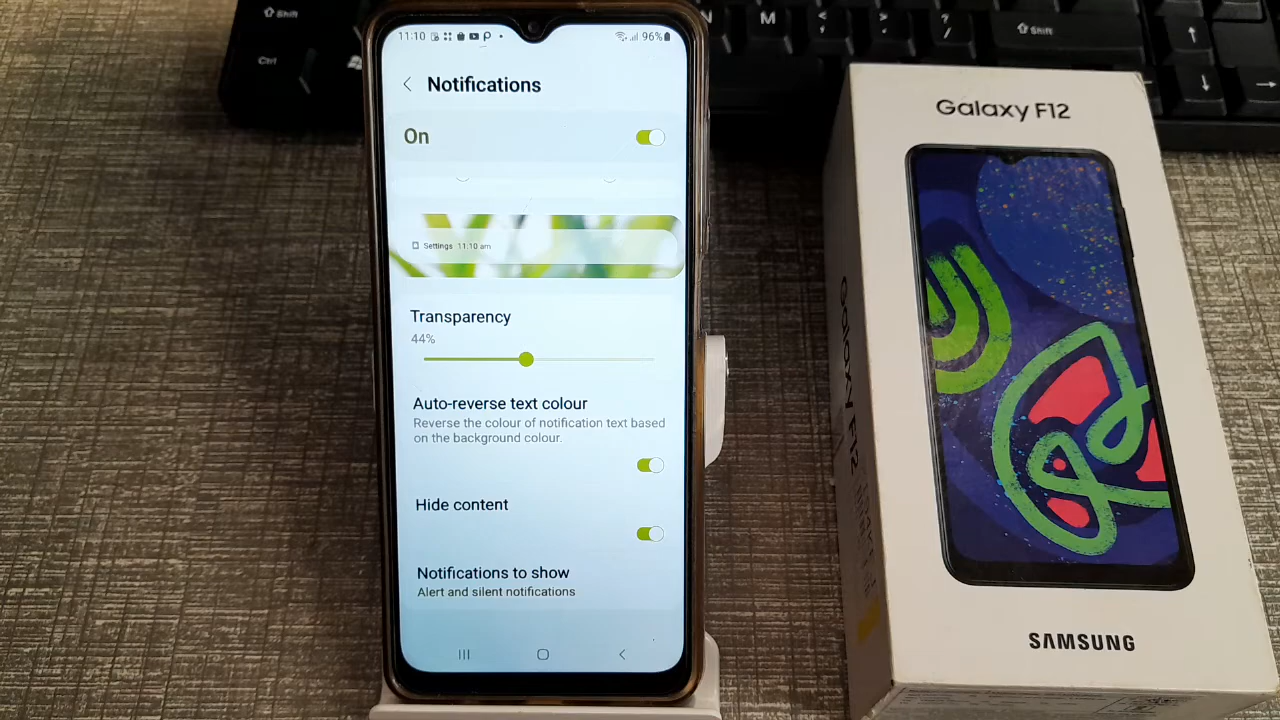 11:10
96%
Notifications
On
Settings 11:10 am
Transparency
44%
Auto-reverse text colour
Reverse the colour of notification text based
on the background colour.
Hide content
Notifications to show
Alert and silent notifications
Galaxy F12
SAMSUNG
Galaxy F12
Shift
Ctrl
N
M
<
,
>
.
?
/
Shift